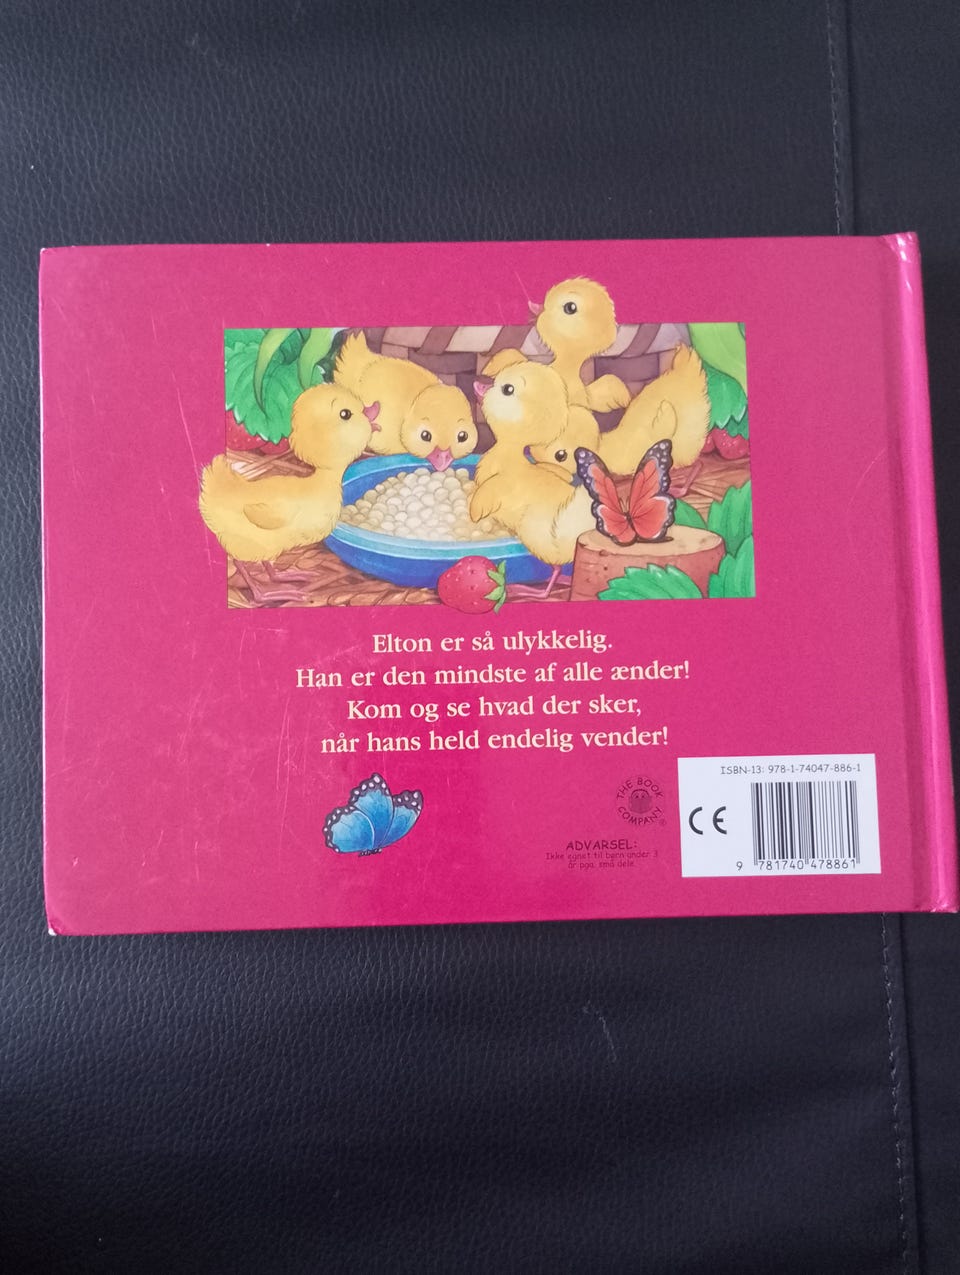 Elton er så ulykkelig.
Han er den mindste af alle ænder!
Kom og se hvad der sker,
når hans held endelig vender!
THE BOOK
COMPANY®
ADVARSEL:
Ikke egnet til børn under 3
år pga. små dele.
ISBN-13: 978-1-74047-886-1
CE
9 781740 478861